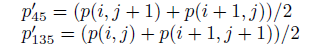 p′₄₅ = (p(i, j + 1) + p(i + 1, j))/2
p′₁₃₅ = (p(i, j) + p(i + 1, j + 1))/2